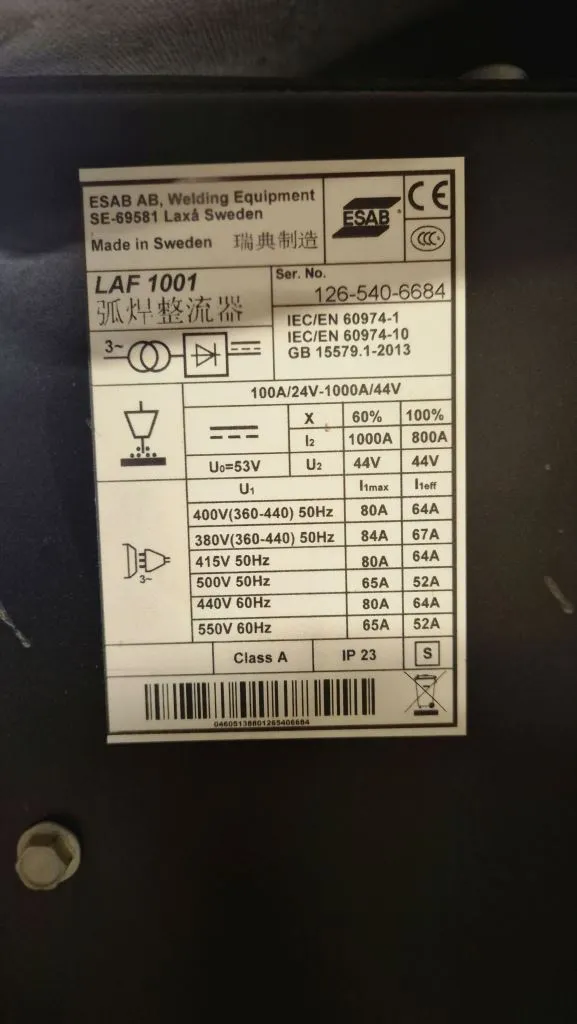 ESAB AB, Welding Equipment
SE-69581 Laxå Sweden
Made in Sweden 瑞典制造
ESAB
CE
CCC
LAF 1001
弧焊整流器
Ser. No.
126-540-6684
3~
IEC/EN 60974-1
IEC/EN 60974-10
GB 15579.1-2013
100A/24V-1000A/44V
X 60% 100%
I2 1000A 800A
U0=53V U2 44V 44V
U1 I1max I1eff
400V(360-440) 50Hz 80A 64A
380V(360-440) 50Hz 84A 67A
415V 50Hz 80A 64A
500V 50Hz 65A 52A
440V 60Hz 80A 64A
550V 60Hz 65A 52A
3~
Class A IP 23 S
04605138801265406684